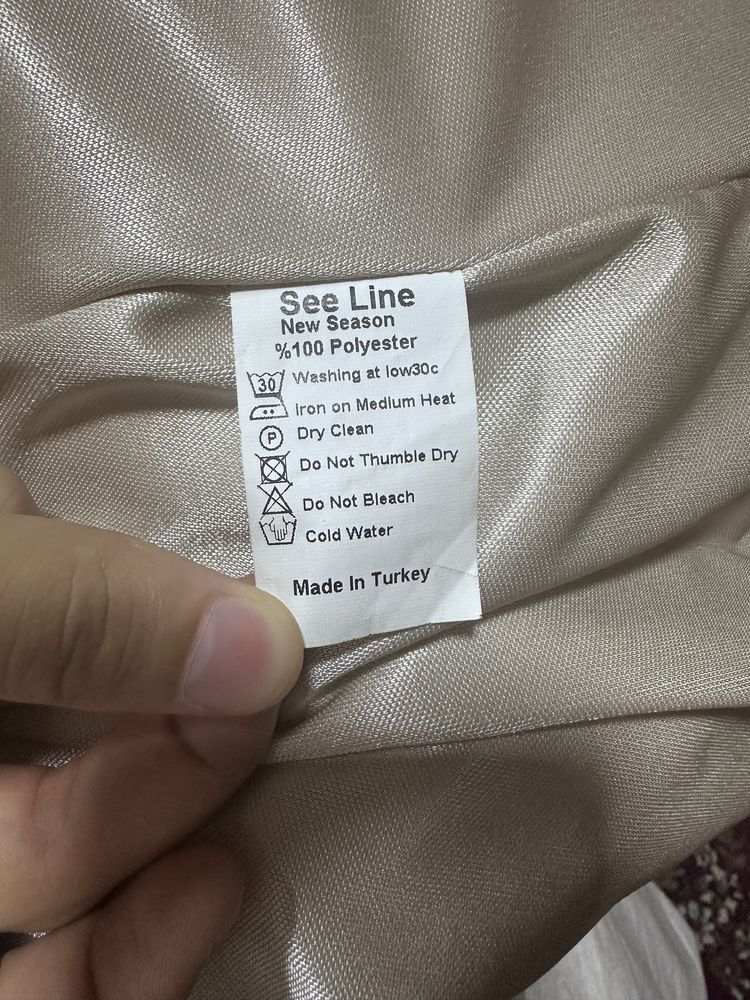 See Line
New Season
%100 Polyester
30 Washing at low30c
Iron on Medium Heat
P Dry Clean
Do Not Thumble Dry
Do Not Bleach
Cold Water
Made In Turkey